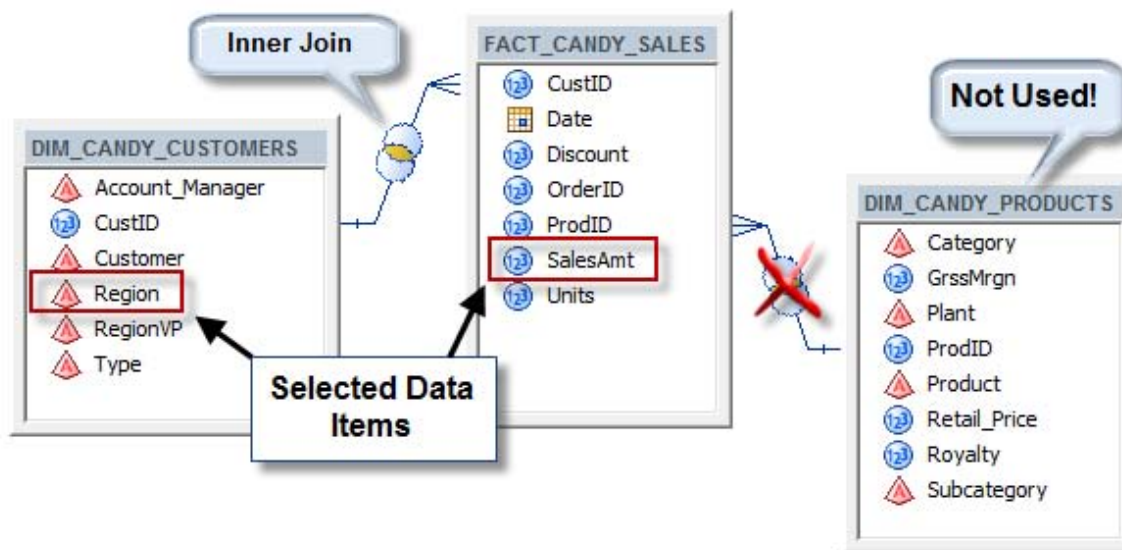 Inner Join
FACT_CANDY_SALES
CustID
Date
Discount
OrderID
ProdID
SalesAmt
Units
Not Used!
DIM_CANDY_CUSTOMERS
Account_Manager
CustID
Customer
Region
RegionVP
Type
Selected Data
Items
DIM_CANDY_PRODUCTS
Category
GrssMrgn
Plant
ProdID
Product
Retail_Price
Royalty
Subcategory